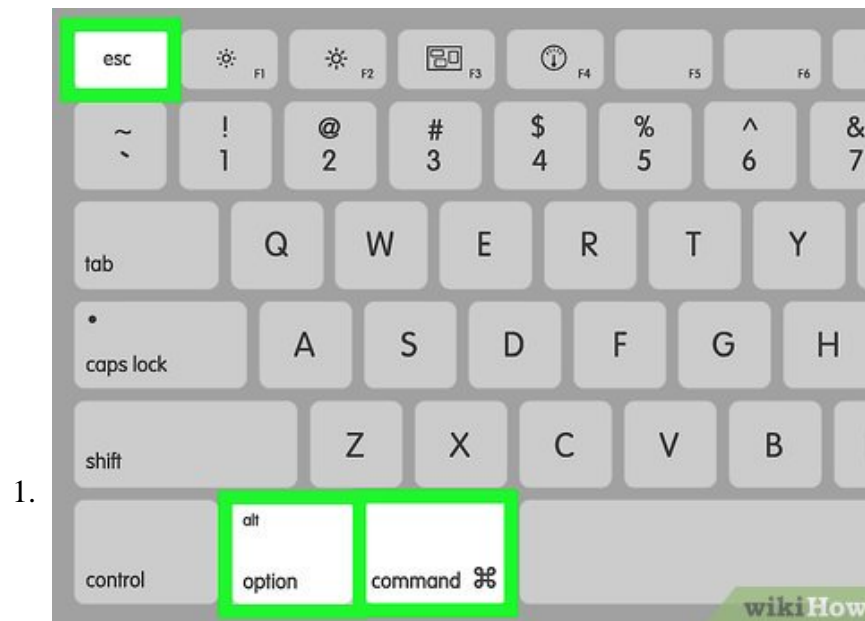 esc F1 F2 F3 F4 F5 F6
~ ! @ # $ % ^ &
` 1 2 3 4 5 6 7
tab Q W E R T Y
caps lock A S D F G H
shift Z X C V B
1.
alt
control option command ⌘
wikiHow